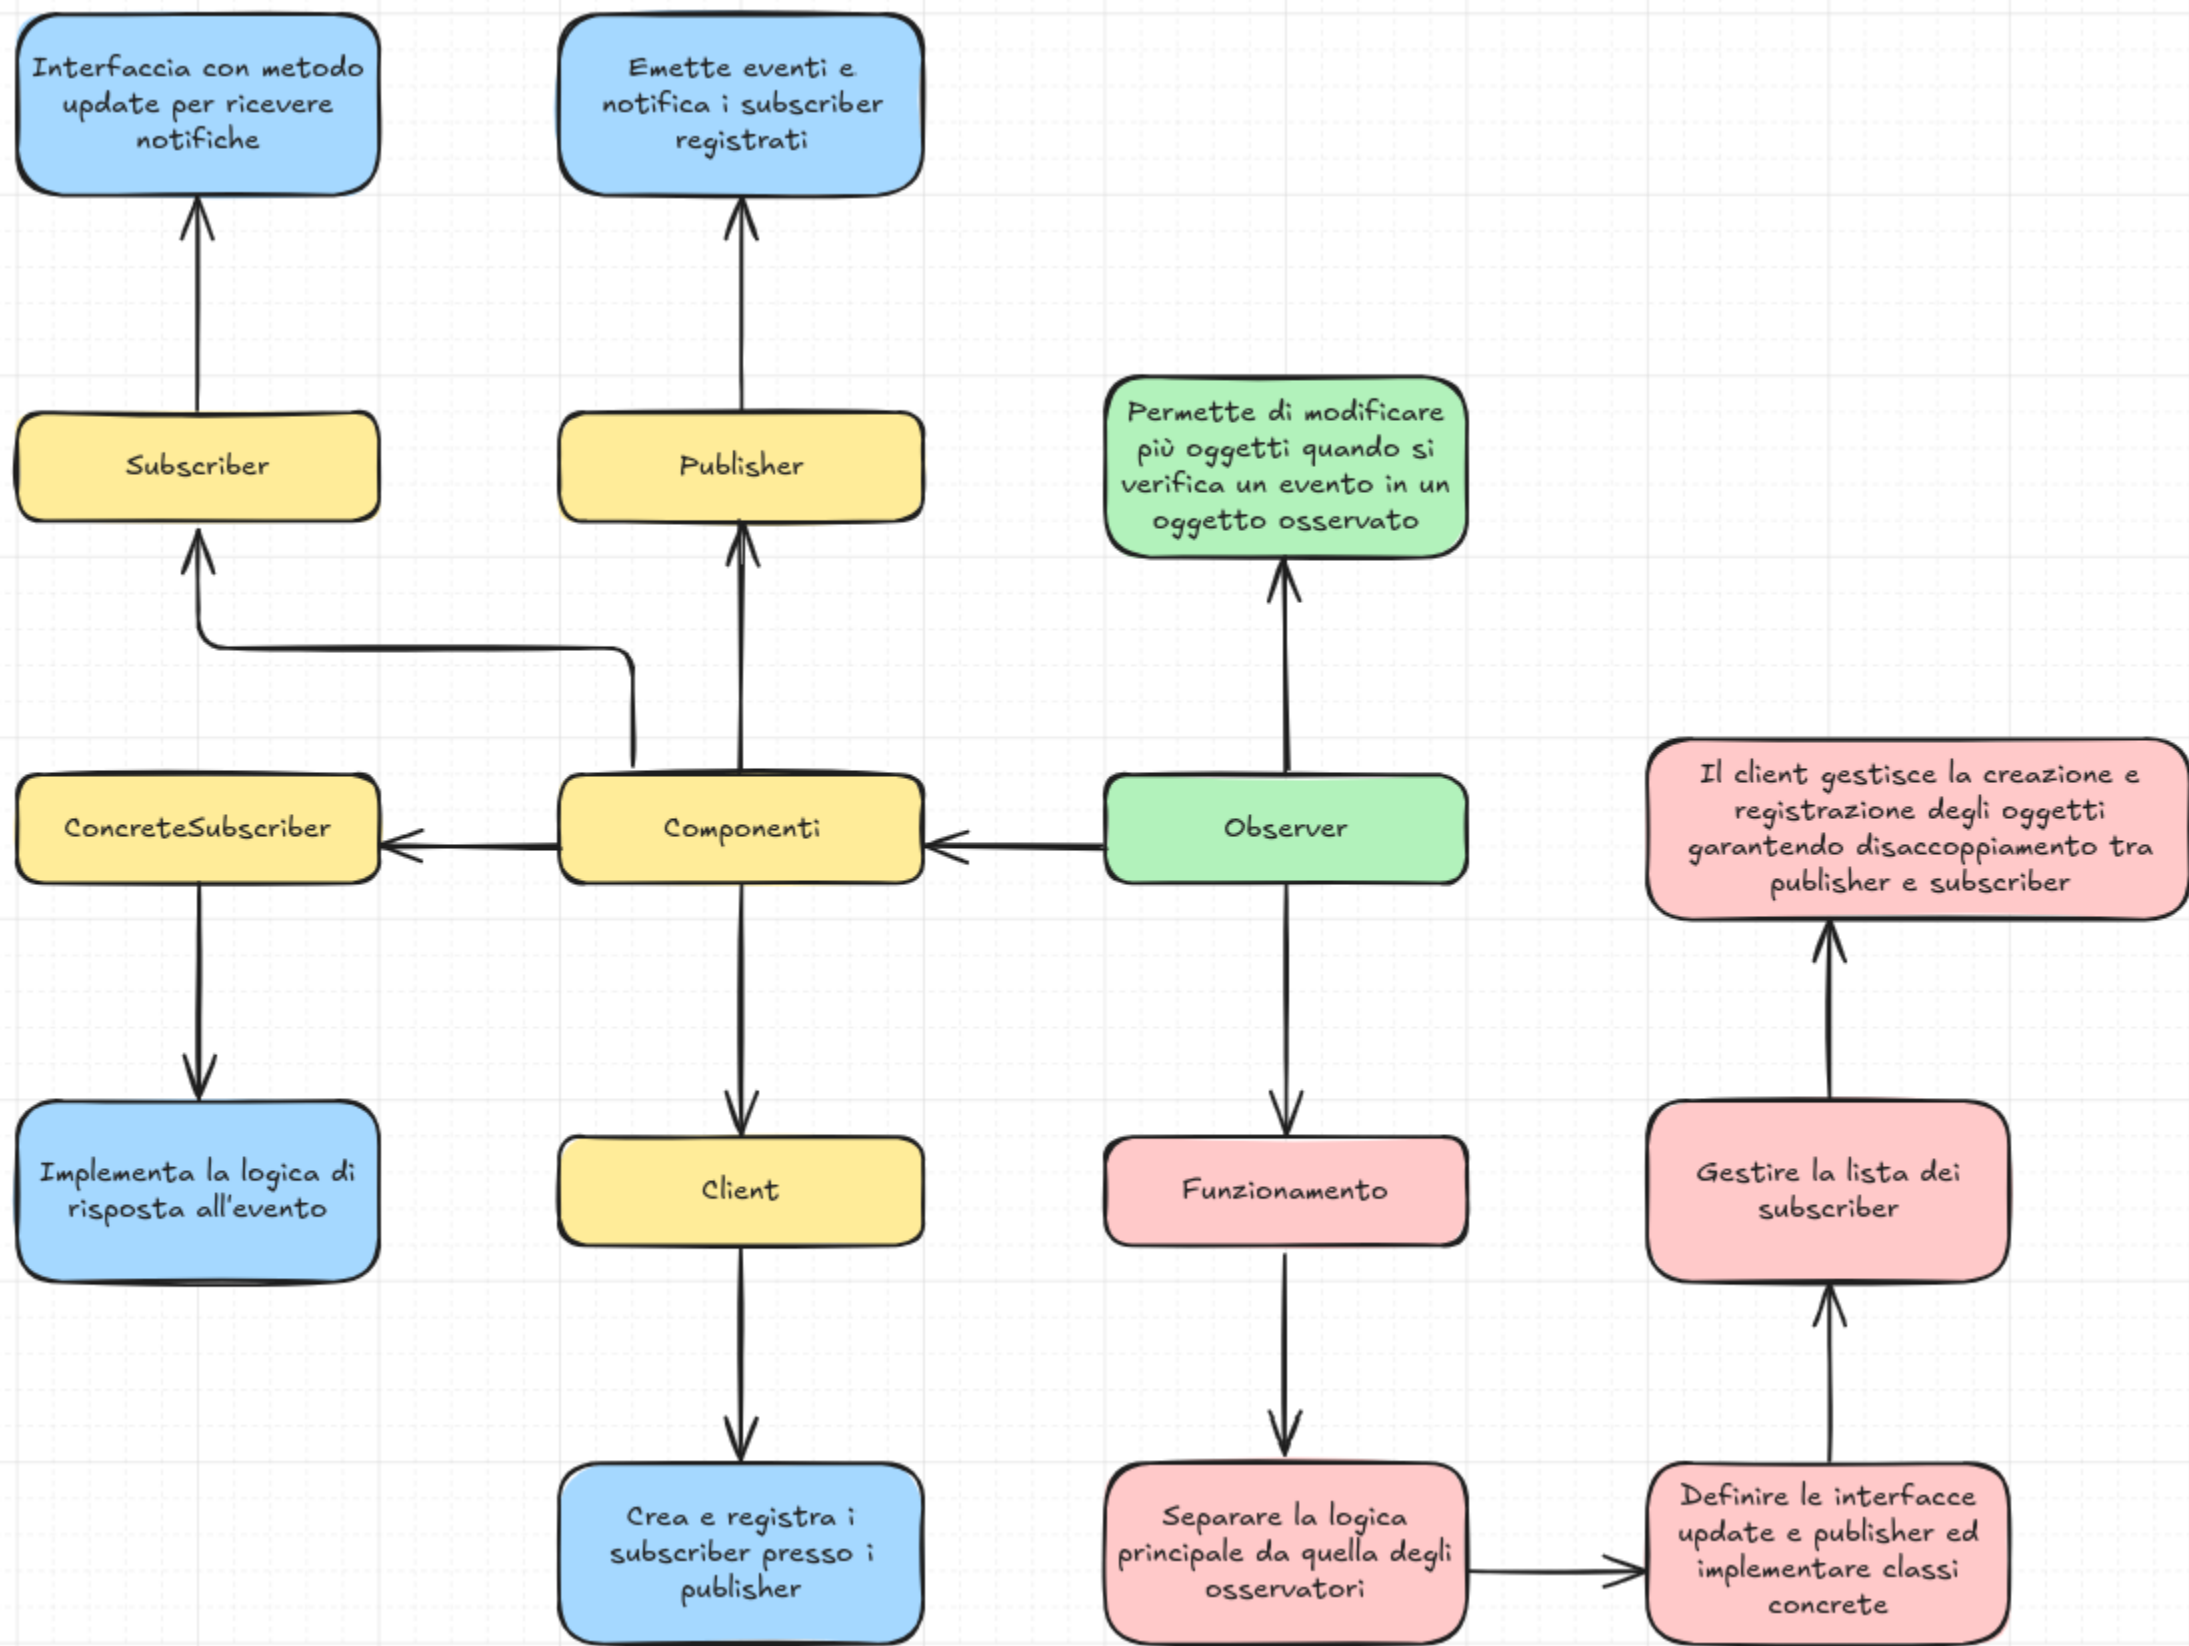 Interfaccia con metodo
update per ricevere
notifiche
Emette eventi e
notifica i subscriber
registrati
Subscriber
Publisher
Permette di modificare
più oggetti quando si
verifica un evento in un
oggetto osservato
ConcreteSubscriber
Componenti
Observer
Il client gestisce la creazione e
registrazione degli oggetti
garantendo disaccoppiamento tra
publisher e subscriber
Implementa la logica di
risposta all'evento
Client
Funzionamento
Gestire la lista dei
subscriber
Crea e registra i
subscriber presso i
publisher
Separare la logica
principale da quella degli
osservatori
Definire le interfacce
update e publisher ed
implementare classi
concrete